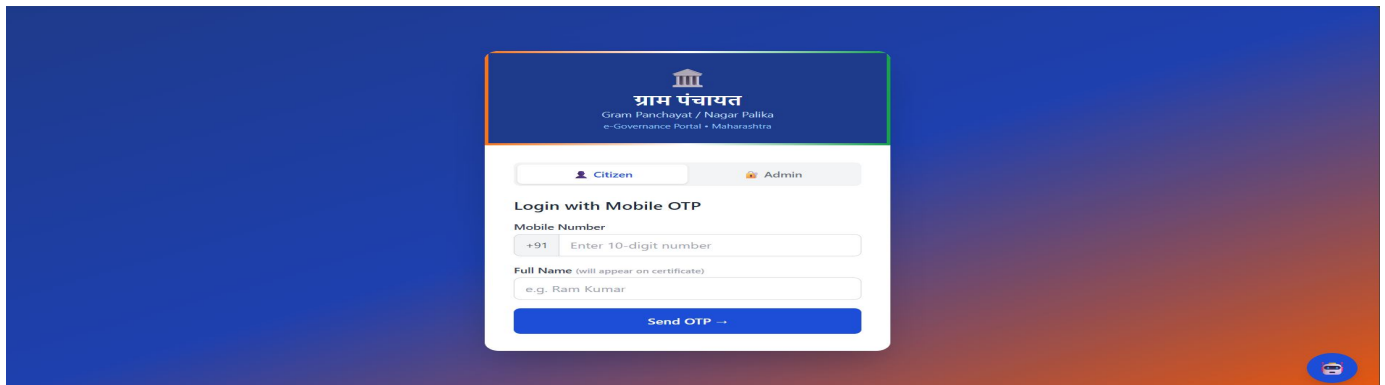 ग्राम पंचायत
Gram Panchayat / Nagar Palika
e-Governance Portal • Maharashtra
Citizen
Admin
Login with Mobile OTP
Mobile Number
+91 Enter 10-digit number
Full Name (will appear on certificate)
e.g. Ram Kumar
Send OTP →